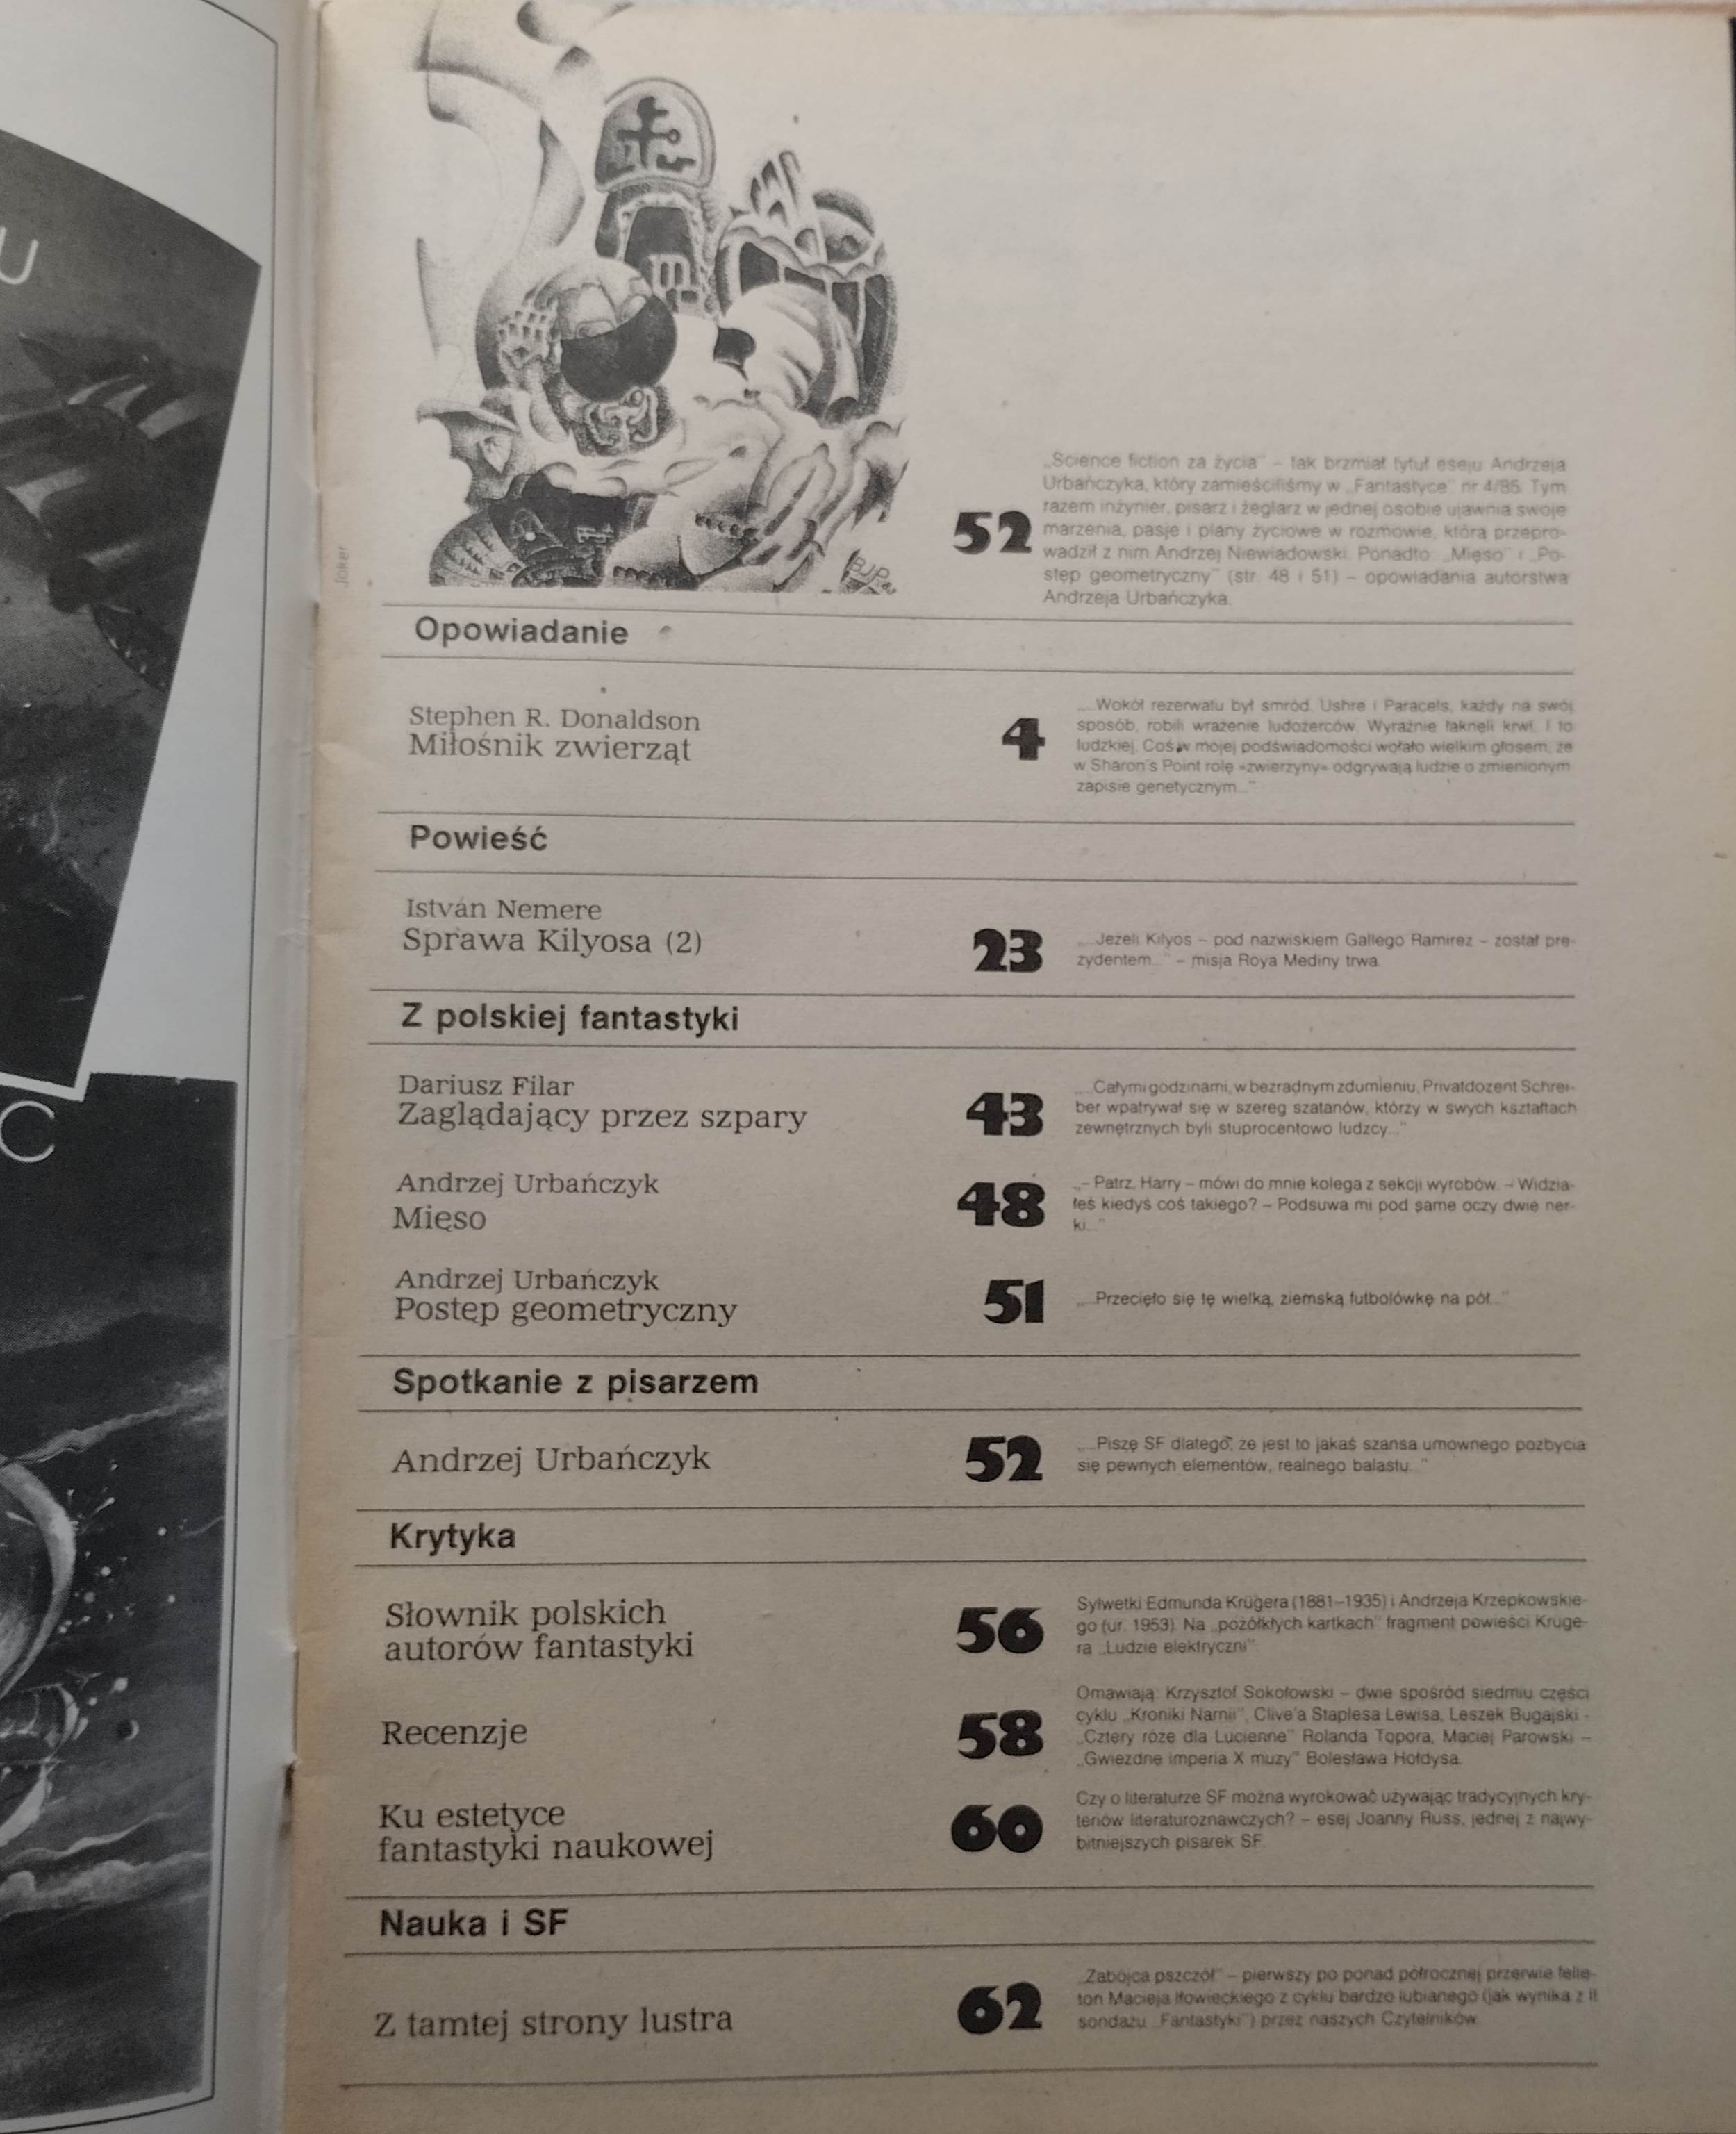 U
C
Joker
BJP
„Science fiction za życia” – tak brzmiał tytuł eseju Andrzeja
Urbańczyka, który zamieściliśmy w „Fantastyce” nr 4/85. Tym
razem inżynier, pisarz i żeglarz w jednej osobie ujawnia swoje
52
marzenia, pasje i plany życiowe w rozmowie, którą przepro-
wadził z nim Andrzej Niewiadowski. Ponadto: „Mięso” i „Po-
stęp geometryczny” (str. 48 i 51) – opowiadania autorstwa
Andrzeja Urbańczyka.
Opowiadanie
Stephen R. Donaldson
Miłośnik zwierząt
4
„...Wokół rezerwatu był smród. Ushre i Paracels, każdy na swój
sposób, robili wrażenie ludożerców. Wyraźnie łaknęli krwi. I to
ludzkiej. Coś w mojej podświadomości wołało wielkim głosem, że
w Sharon's Point rolę »zwierzyny« odgrywają ludzie o zmienionym
zapisie genetycznym...”
Powieść
István Nemere
Sprawa Kilyosa (2)
23
„...Jeżeli Kilyos – pod nazwiskiem Gallego Ramirez – został pre-
zydentem...” – misja Roya Mediny trwa.
Z polskiej fantastyki
Dariusz Filar
Zaglądający przez szpary
43
„...Całymi godzinami, w bezradnym zdumieniu, Privatdozent Schrei-
ber wpatrywał się w szereg szatanów, którzy w swych kształtach
zewnętrznych byli stuprocentowo ludzcy...”
Andrzej Urbańczyk
Mięso
48
„– Patrz, Harry – mówi do mnie kolega z sekcji wyrobów. – Widzia-
łeś kiedyś coś takiego? – Podsuwa mi pod same oczy dwie ner-
ki...”
Andrzej Urbańczyk
Postęp geometryczny
51
„...Przecięto się tę wielką, ziemską futbolówkę na pół...”
Spotkanie z pisarzem
Andrzej Urbańczyk
52
„...Piszę SF dlatego, że jest to jakaś szansa umownego pozbycia
się pewnych elementów, realnego balastu...”
Krytyka
Słownik polskich
autorów fantastyki
56
Sylwetki Edmunda Krügera (1881–1935) i Andrzeja Krzepkowskie-
go (ur. 1953). Na „pożółkłych kartkach” fragment powieści Krüge-
ra „Ludzie elektryczni”.
Recenzje
58
Omawiają: Krzysztof Sokołowski – dwie spośród siedmiu części
cyklu „Kroniki Narnii”, Clive'a Staplesa Lewisa, Leszek Bugajski -
„Cztery róże dla Lucienne” Rolanda Topora, Maciej Parowski –
„Gwiezdne imperia X muzy” Bolesława Hołdysa.
Ku estetyce
fantastyki naukowej
60
Czy o literaturze SF można wyrokować używając tradycyjnych kry-
teriów literaturoznawczych? – esej Joanny Russ, jednej z najwy-
bitniejszych pisarek SF.
Nauka i SF
Z tamtej strony lustra
62
„Zabójca pszczół” – pierwszy po ponad półrocznej przerwie felie-
ton Macieja Iłowieckiego z cyklu bardzo lubianego (jak wynika z II
sondażu „Fantastyki”) przez naszych Czytelników.